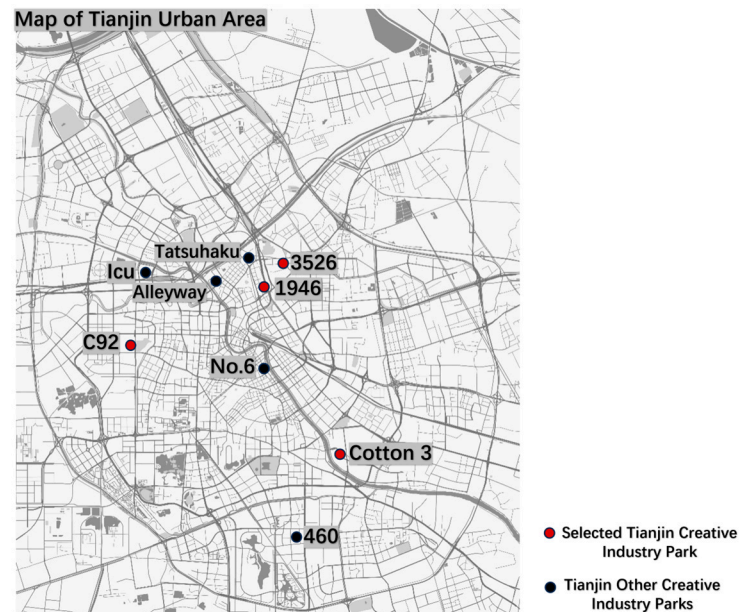 Map of Tianjin Urban Area
Tatsuhaku
3526
Icu
Alleyway
1946
C92
No.6
Cotton 3
460
Selected Tianjin Creative
Industry Park
Tianjin Other Creative
Industry Parks